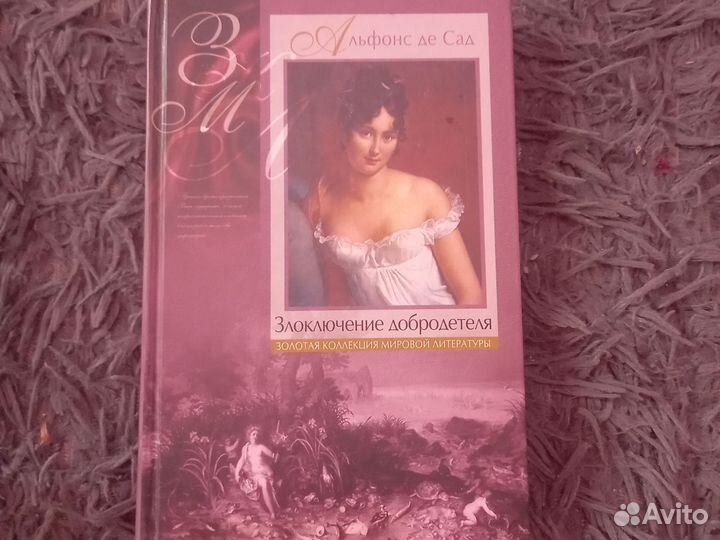 Альфонс де Сад
З
М
Л
Злоключение добродетеля
ЗОЛОТАЯ КОЛЛЕКЦИЯ МИРОВОЙ ЛИТЕРАТУРЫ
Avito